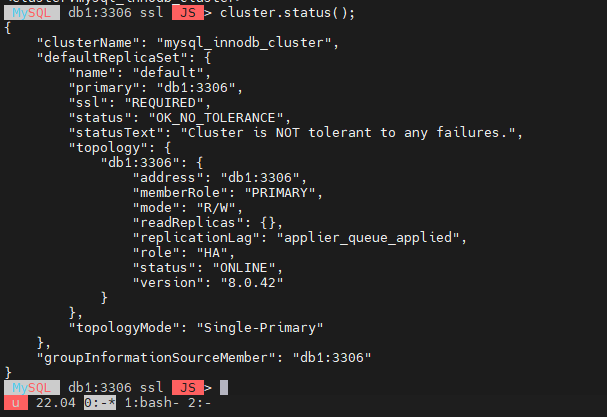 MySQL db1:3306 ssl JS > cluster.status();
{
    "clusterName": "mysql_innodb_cluster",
    "defaultReplicaSet": {
        "name": "default",
        "primary": "db1:3306",
        "ssl": "REQUIRED",
        "status": "OK_NO_TOLERANCE",
        "statusText": "Cluster is NOT tolerant to any failures.",
        "topology": {
            "db1:3306": {
                "address": "db1:3306",
                "memberRole": "PRIMARY",
                "mode": "R/W",
                "readReplicas": {},
                "replicationLag": "applier_queue_applied",
                "role": "HA",
                "status": "ONLINE",
                "version": "8.0.42"
            }
        },
        "topologyMode": "Single-Primary"
    },
    "groupInformationSourceMember": "db1:3306"
}
MySQL db1:3306 ssl JS >
u 22.04 0:-* 1:bash- 2:-